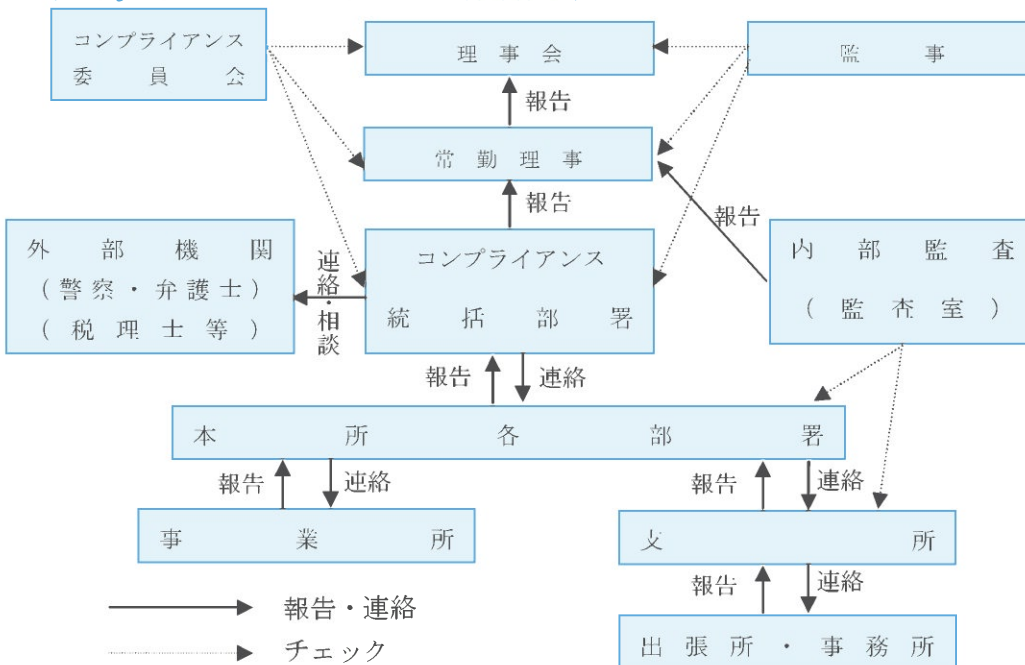 コンプライアンス
委員会
理事会
監事
報告
常勤理事
報告
報告
外部機関
（警察・弁護士）
（税理士等）
連絡・相談
コンプライアンス
統括部署
内部監査
（監査室）
報告
連絡
本所各部署
報告
連絡
報告
連絡
事業所
支所
報告
連絡
報告・連絡
チェック
出張所・事務所